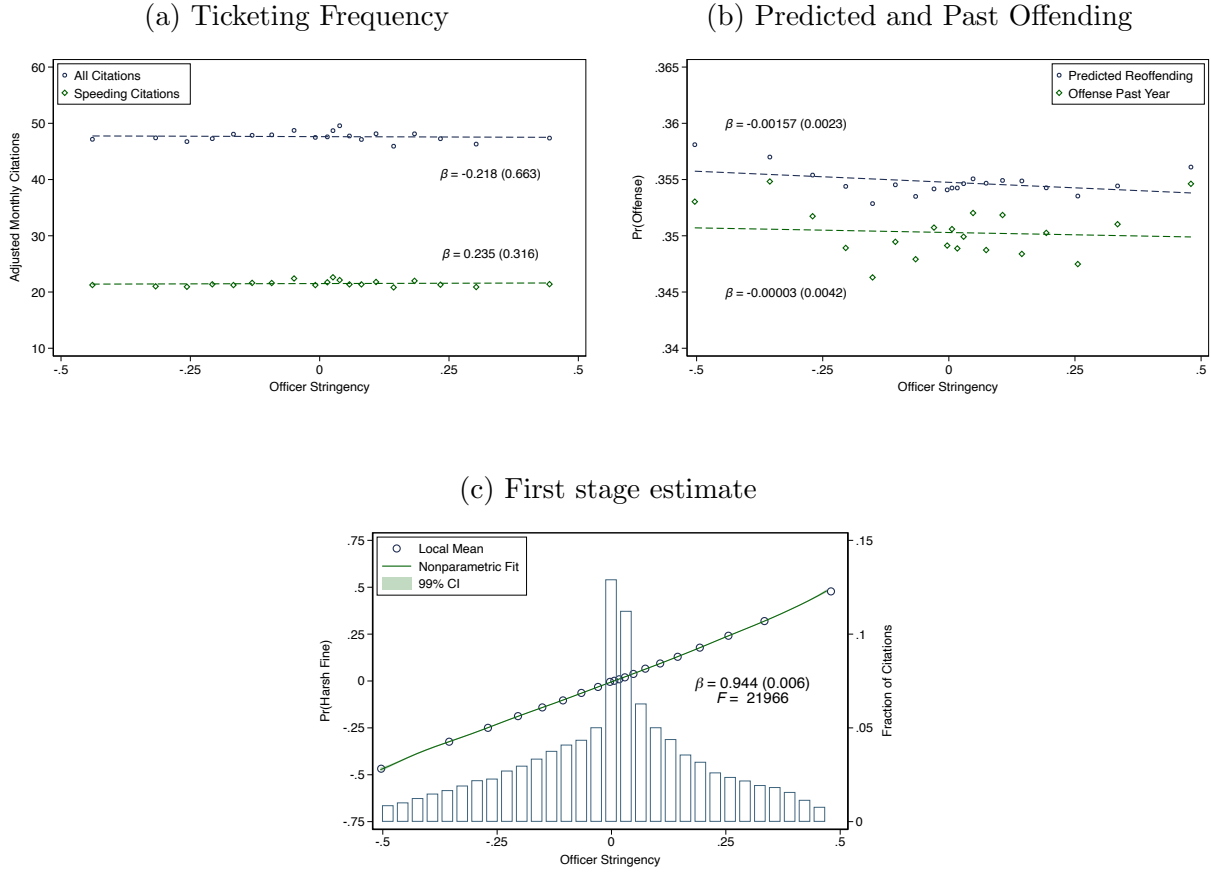 (a) Ticketing Frequency
60
50
40
30
20
10
Adjusted Monthly Citations
All Citations
Speeding Citations
β = -0.218 (0.663)
β = 0.235 (0.316)
-.5
-.25
0
.25
.5
Officer Stringency
(b) Predicted and Past Offending
.365
.36
.355
.35
.345
.34
Pr(Offense)
Predicted Reoffending
Offense Past Year
β = -0.00157 (0.0023)
β = -0.00003 (0.0042)
-.5
-.25
0
.25
.5
Officer Stringency
(c) First stage estimate
.75
.5
.25
0
-.25
-.5
-.75
Pr(Harsh Fine)
Local Mean
Nonparametric Fit
99% CI
β = 0.944 (0.006)
F = 21966
.15
.1
.05
0
Fraction of Citations
-.5
-.25
0
.25
.5
Officer Stringency